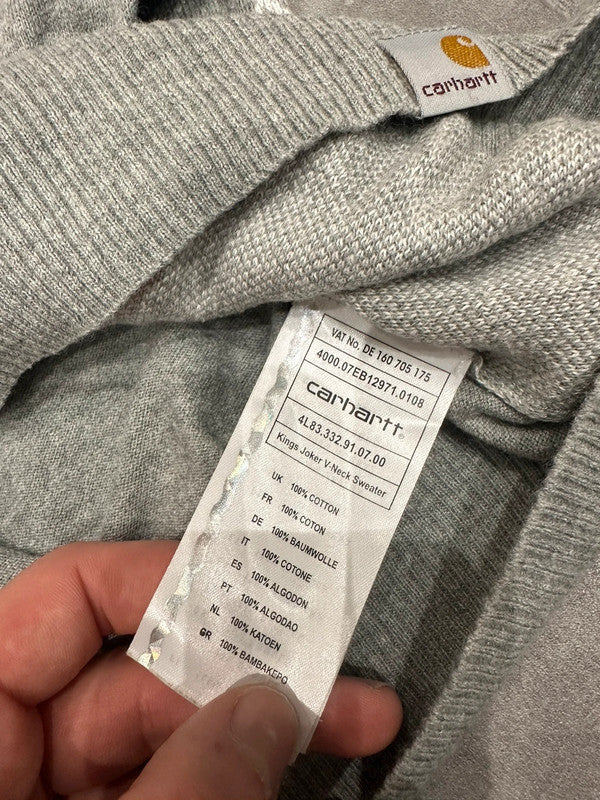 carhartt
VAT No. DE 160 705 175
4000.07EB12971.0108
carhartt®
4L83.332.91.07.00
Kings Joker V-Neck Sweater
UK 100% COTTON
FR 100% COTON
DE 100% BAUMWOLLE
IT 100% COTONE
ES 100% ALGODON
PT 100% ALGODAO
NL 100% KATOEN
GR 100% BAMBAKEPO